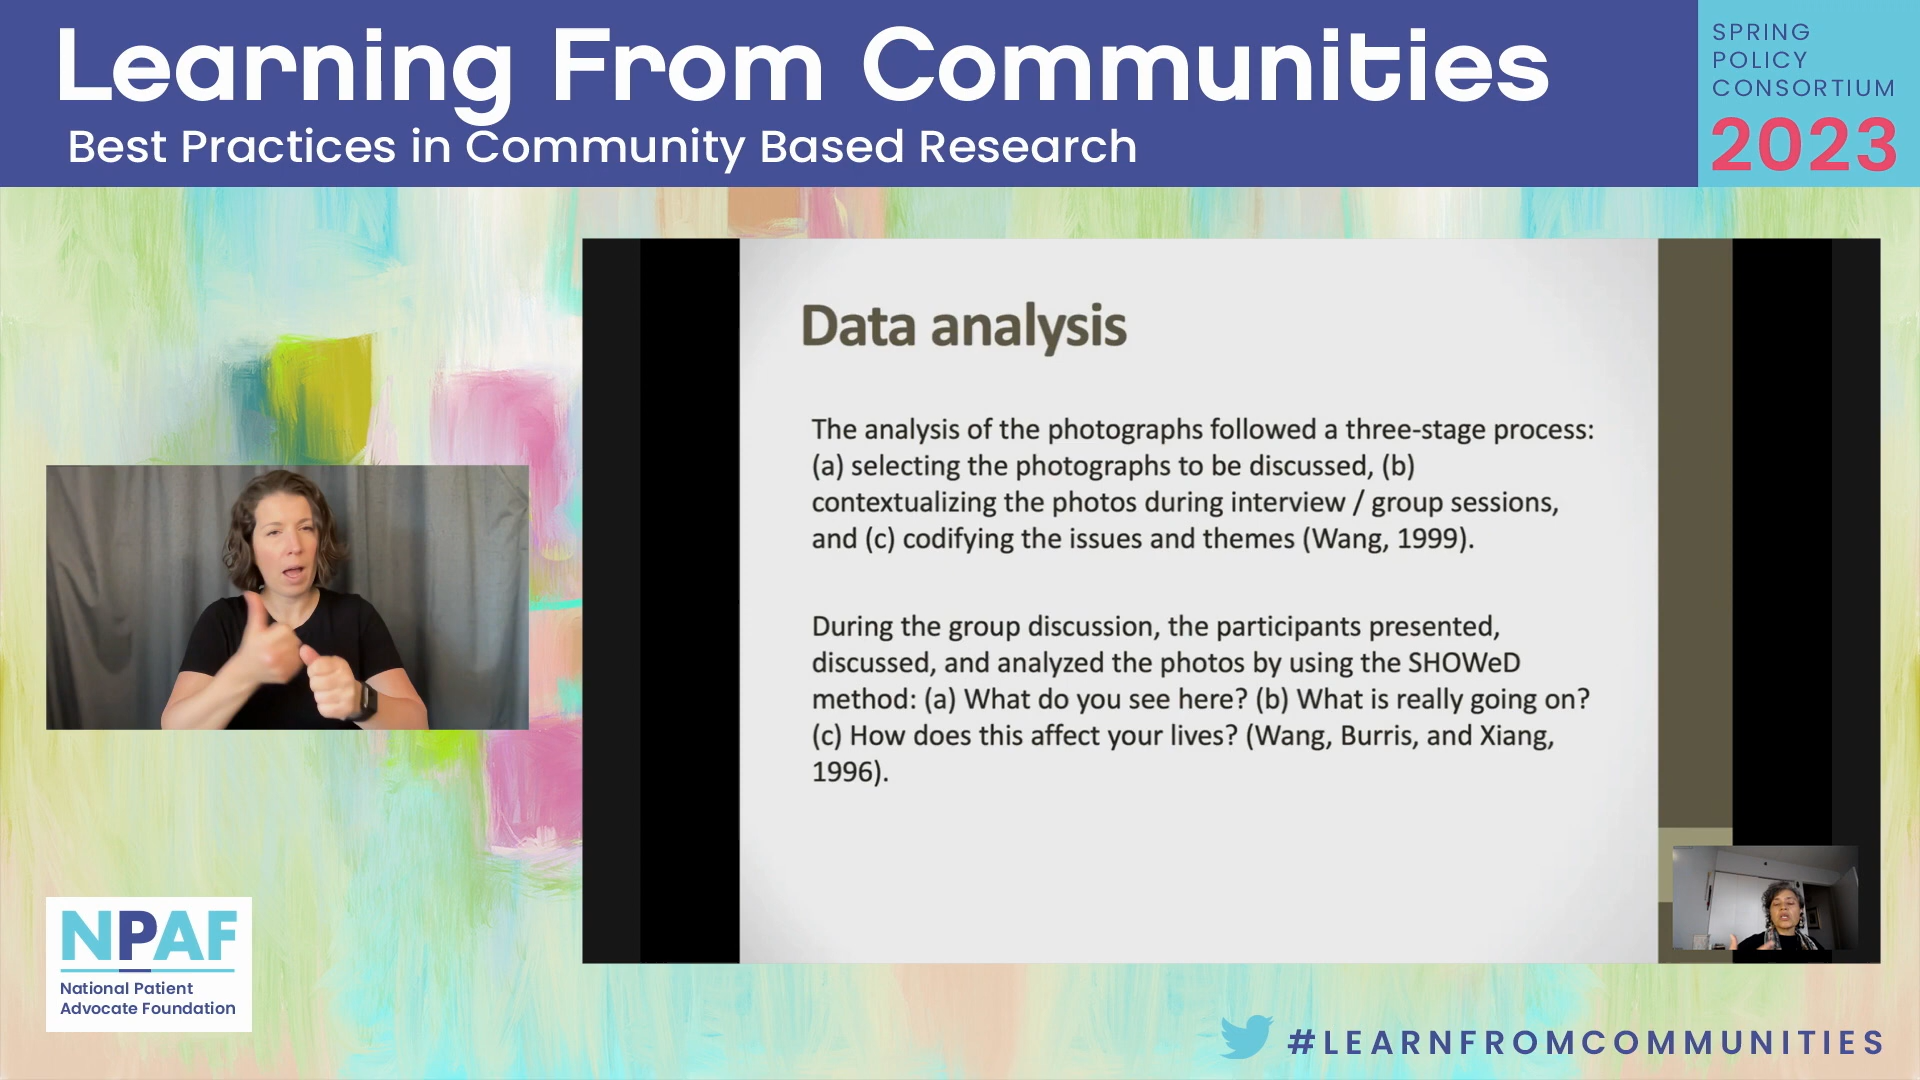 Learning From Communities
Best Practices in Community Based Research
SPRING
POLICY
CONSORTIUM
2023
Data analysis
The analysis of the photographs followed a three-stage process:
(a) selecting the photographs to be discussed, (b)
contextualizing the photos during interview / group sessions,
and (c) codifying the issues and themes (Wang, 1999).
During the group discussion, the participants presented,
discussed, and analyzed the photos by using the SHOWeD
method: (a) What do you see here? (b) What is really going on?
(c) How does this affect your lives? (Wang, Burris, and Xiang,
1996).
NPAF
National Patient
Advocate Foundation
#LEARNFROMCOMMUNITIES